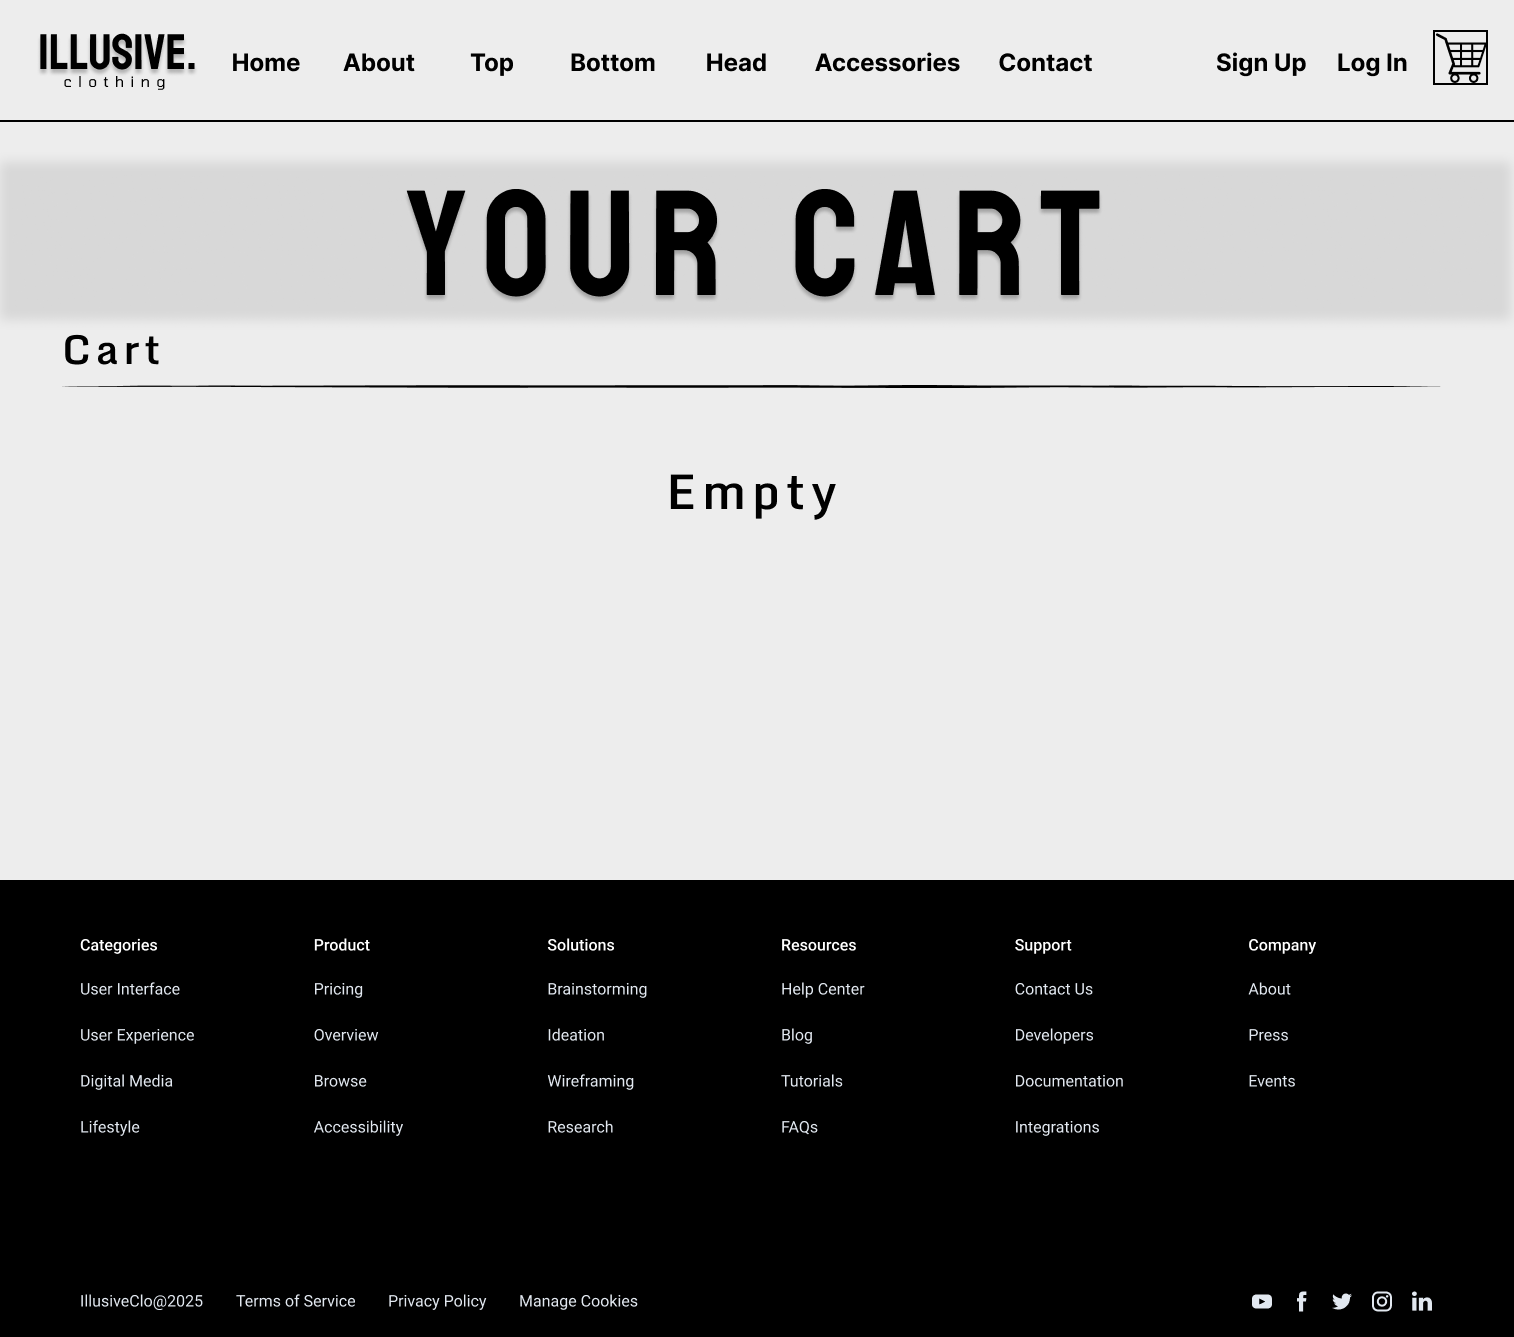 ILLUSIVE.
clothing
Home About Top Bottom Head Accessories Contact Sign Up Log In
YOUR CART
Cart
Empty
Categories Product Solutions Resources Support Company
User Interface Pricing Brainstorming Help Center Contact Us About
User Experience Overview Ideation Blog Developers Press
Digital Media Browse Wireframing Tutorials Documentation Events
Lifestyle Accessibility Research FAQs Integrations
IllusiveClo@2025 Terms of Service Privacy Policy Manage Cookies